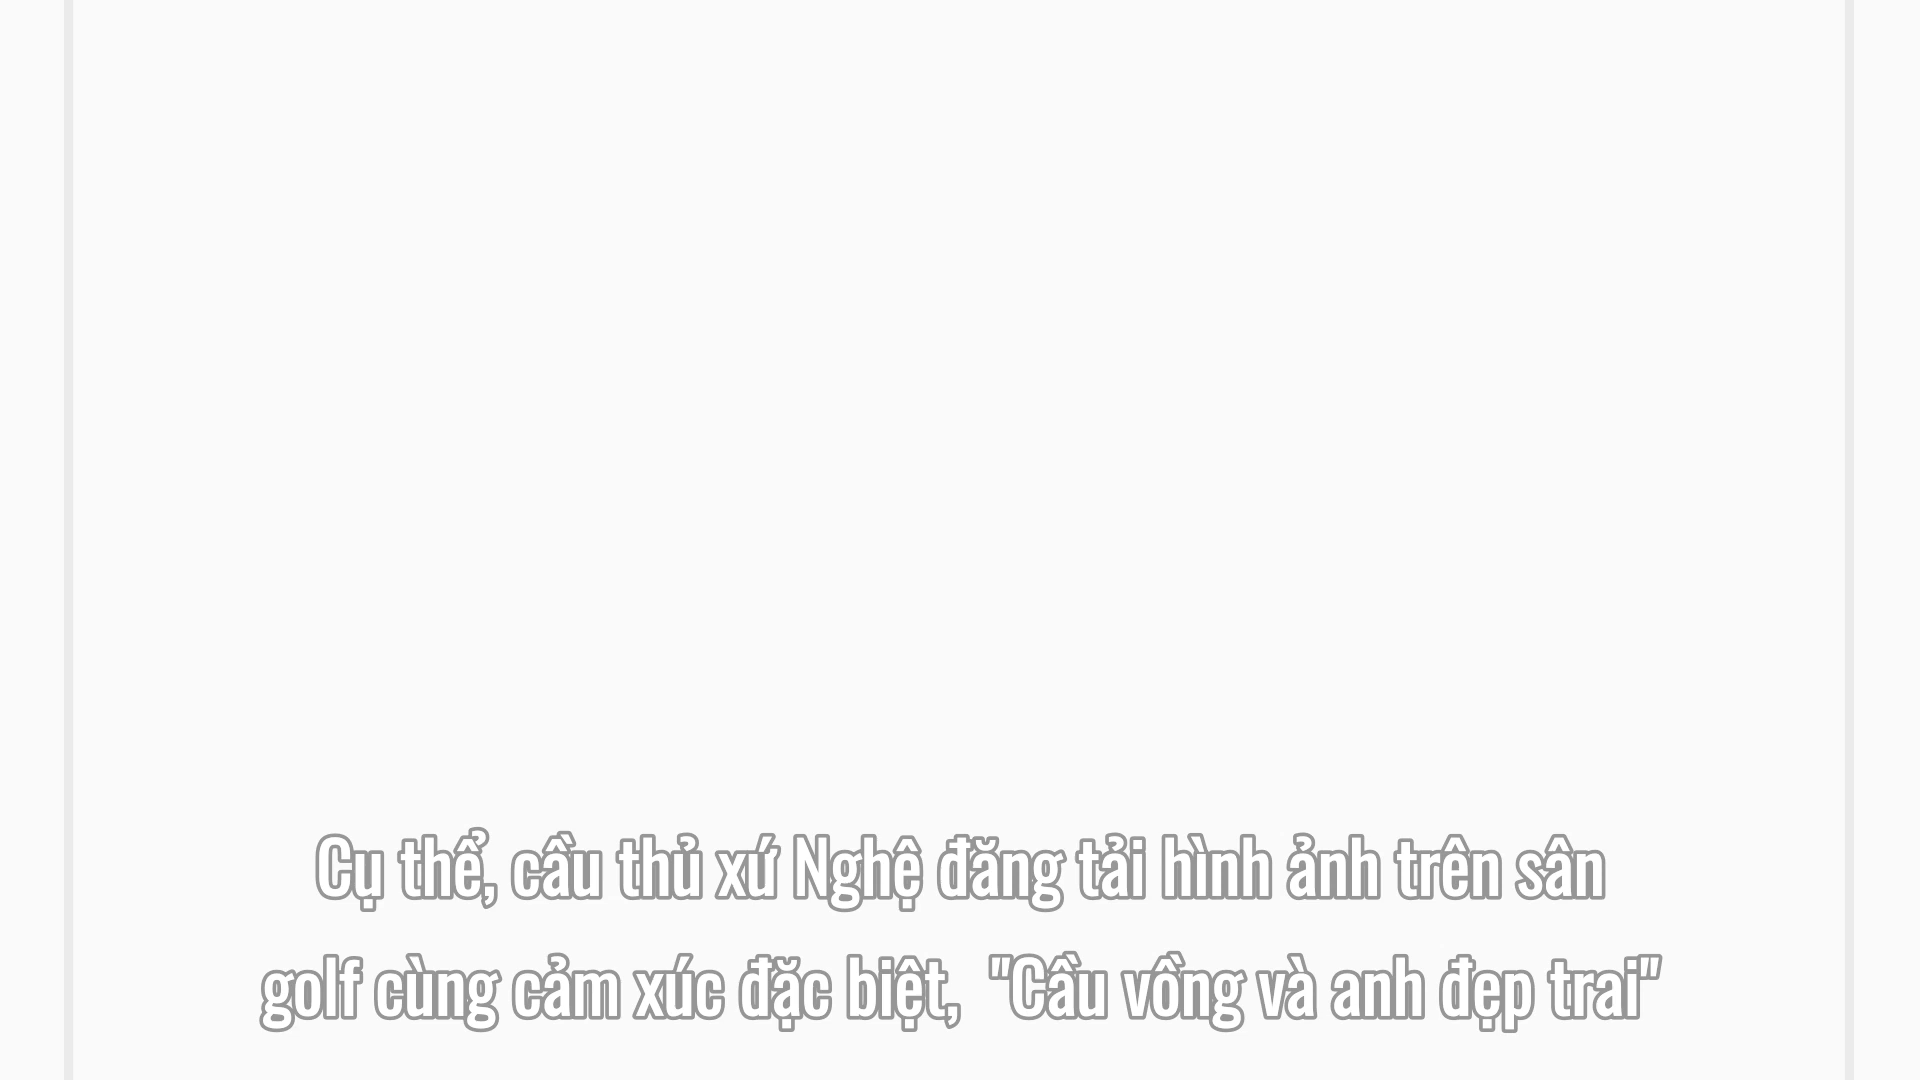 Cụ thể, cầu thủ xứ Nghệ đăng tải hình ảnh trên sân
golf cùng cảm xúc đặc biệt, "Cầu vồng và anh đẹp trai"